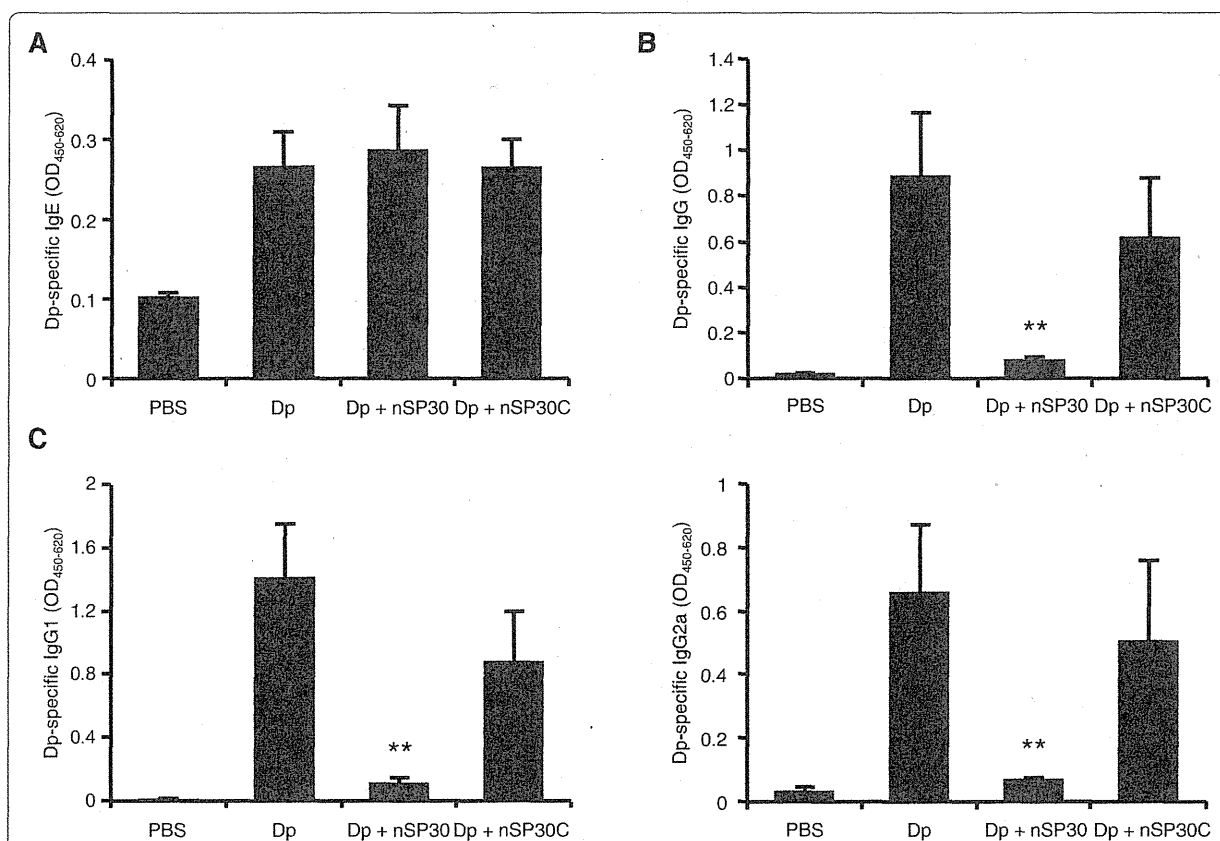 A
Dp-specific IgE (OD450-620)
0.4
0.3
0.2
0.1
0
PBS Dp Dp + nSP30 Dp + nSP30C
B
Dp-specific IgG (OD450-620)
1.4
1.2
1
0.8
0.6
0.4
0.2
0
**
PBS Dp Dp + nSP30 Dp + nSP30C
C
Dp-specific IgG1 (OD450-620)
2
1.6
1.2
0.8
0.4
0
**
PBS Dp Dp + nSP30 Dp + nSP30C
Dp-specific IgG2a (OD450-620)
1
0.8
0.6
0.4
0.2
0
**
PBS Dp Dp + nSP30 Dp + nSP30C